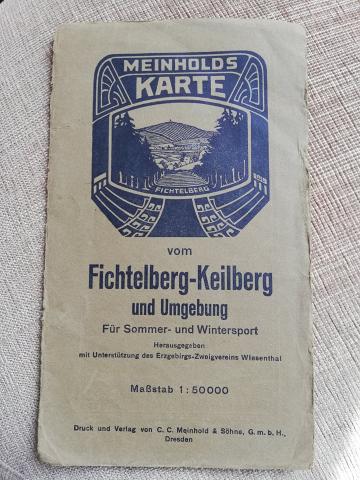 MEINHOLDS
KARTE
FICHTELBERG
vom
Fichtelberg-Keilberg
und Umgebung
Für Sommer- und Wintersport
Herausgegeben
mit Unterstützung des Erzgebirgs-Zweigvereins Wiesenthal
Maßstab 1:50000
Druck und Verlag von C. C. Meinhold & Söhne, G. m. b. H.,
Dresden